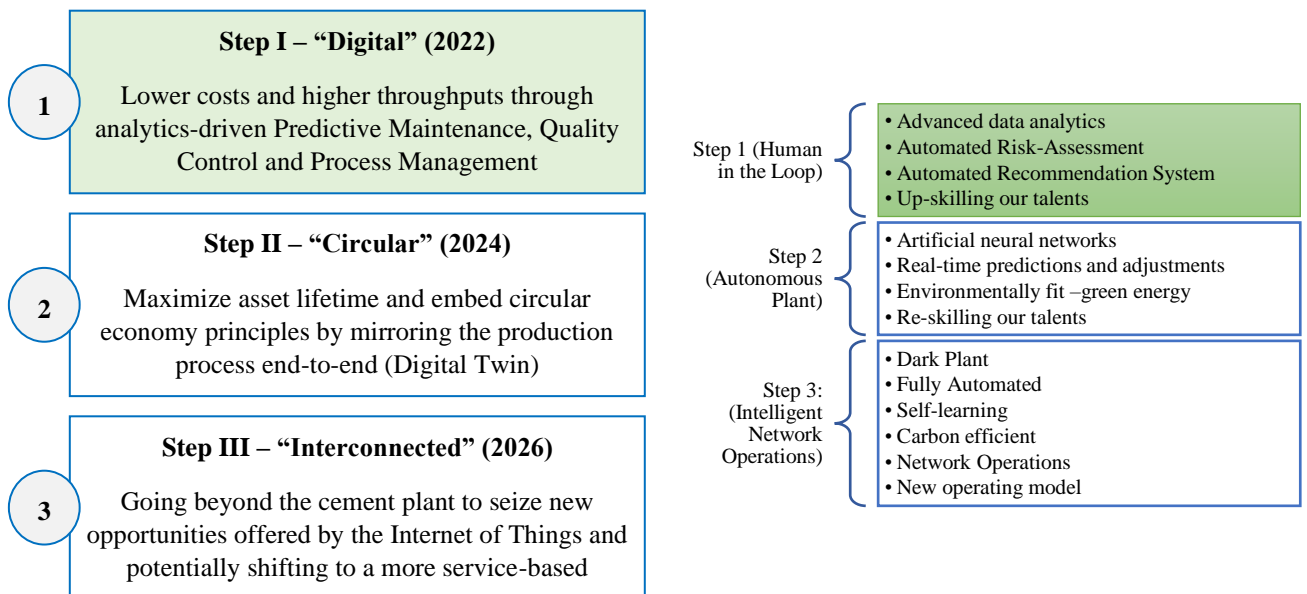 1
Step I – “Digital” (2022)
Lower costs and higher throughputs through
analytics-driven Predictive Maintenance, Quality
Control and Process Management
2
Step II – “Circular” (2024)
Maximize asset lifetime and embed circular
economy principles by mirroring the production
process end-to-end (Digital Twin)
3
Step III – “Interconnected” (2026)
Going beyond the cement plant to seize new
opportunities offered by the Internet of Things and
potentially shifting to a more service-based
Step 1 (Human
in the Loop)
• Advanced data analytics
• Automated Risk-Assessment
• Automated Recommendation System
• Up-skilling our talents
Step 2
(Autonomous
Plant)
• Artificial neural networks
• Real-time predictions and adjustments
• Environmentally fit –green energy
• Re-skilling our talents
Step 3:
(Intelligent
Network
Operations)
• Dark Plant
• Fully Automated
• Self-learning
• Carbon efficient
• Network Operations
• New operating model